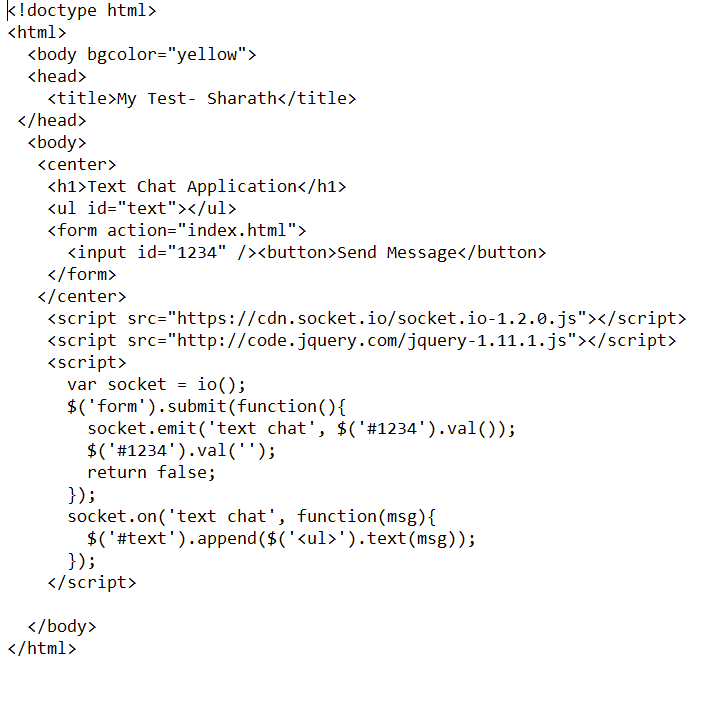 <!doctype html>
<html>
  <body bgcolor="yellow">
  <head>
    <title>My Test- Sharath</title>
 </head>
  <body>
   <center>
    <h1>Text Chat Application</h1>
    <ul id="text"></ul>
    <form action="index.html">
      <input id="1234" /><button>Send Message</button>
    </form>
   </center>
    <script src="https://cdn.socket.io/socket.io-1.2.0.js"></script>
    <script src="http://code.jquery.com/jquery-1.11.1.js"></script>
    <script>
      var socket = io();
      $('form').submit(function(){
        socket.emit('text chat', $('#1234').val());
        $('#1234').val('');
        return false;
      });
      socket.on('text chat', function(msg){
        $('#text').append($('<ul>').text(msg));
      });
    </script>

  </body>
</html>